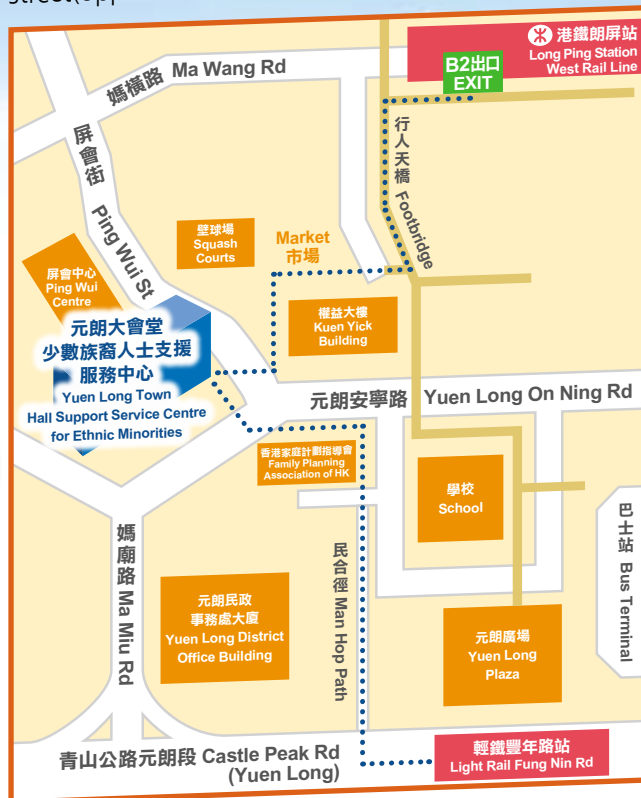 港鐵朗屏站
Long Ping Station
West Rail Line
B2出口
EXIT
媽橫路 Ma Wang Rd
屏會街 Ping Wui St
行人天橋 Footbridge
壁球場
Squash
Courts
Market
市場
屏會中心
Ping Wui
Centre
權益大樓
Kuen Yick
Building
元朗大會堂
少數族裔人士支援
服務中心
Yuen Long Town
Hall Support Service Centre
for Ethnic Minorities
元朗安寧路 Yuen Long On Ning Rd
香港家庭計劃指導會
Family Planning
Association of HK
學校
School
巴士站 Bus Terminal
媽廟路 Ma Miu Rd
民合徑 Man Hop Path
元朗民政
事務處大廈
Yuen Long District
Office Building
元朗廣場
Yuen Long
Plaza
青山公路元朗段 Castle Peak Rd
(Yuen Long)
輕鐵豐年路站
Light Rail Fung Nin Rd